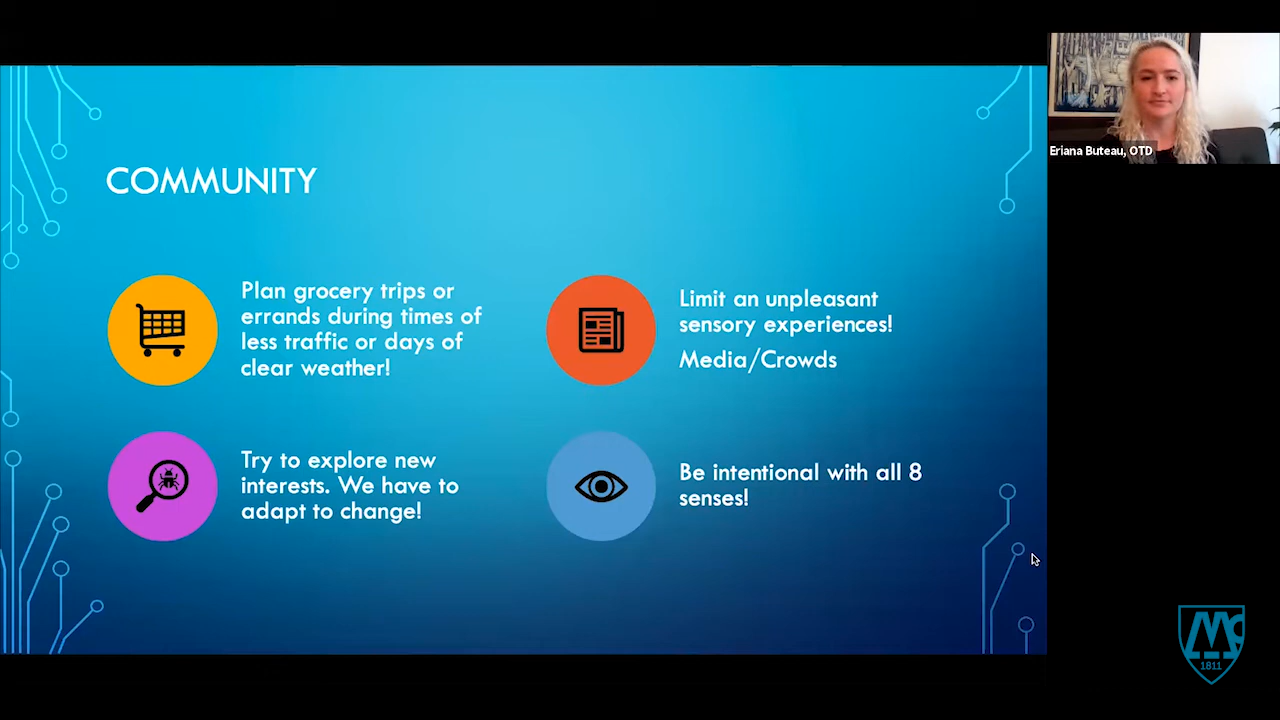 COMMUNITY
Plan grocery trips or
errands during times of
less traffic or days of
clear weather!
Limit an unpleasant
sensory experiences!
Media/Crowds
Try to explore new
interests. We have to
adapt to change!
Be intentional with all 8
senses!
Eriana Buteau, OTD
Mc
1811